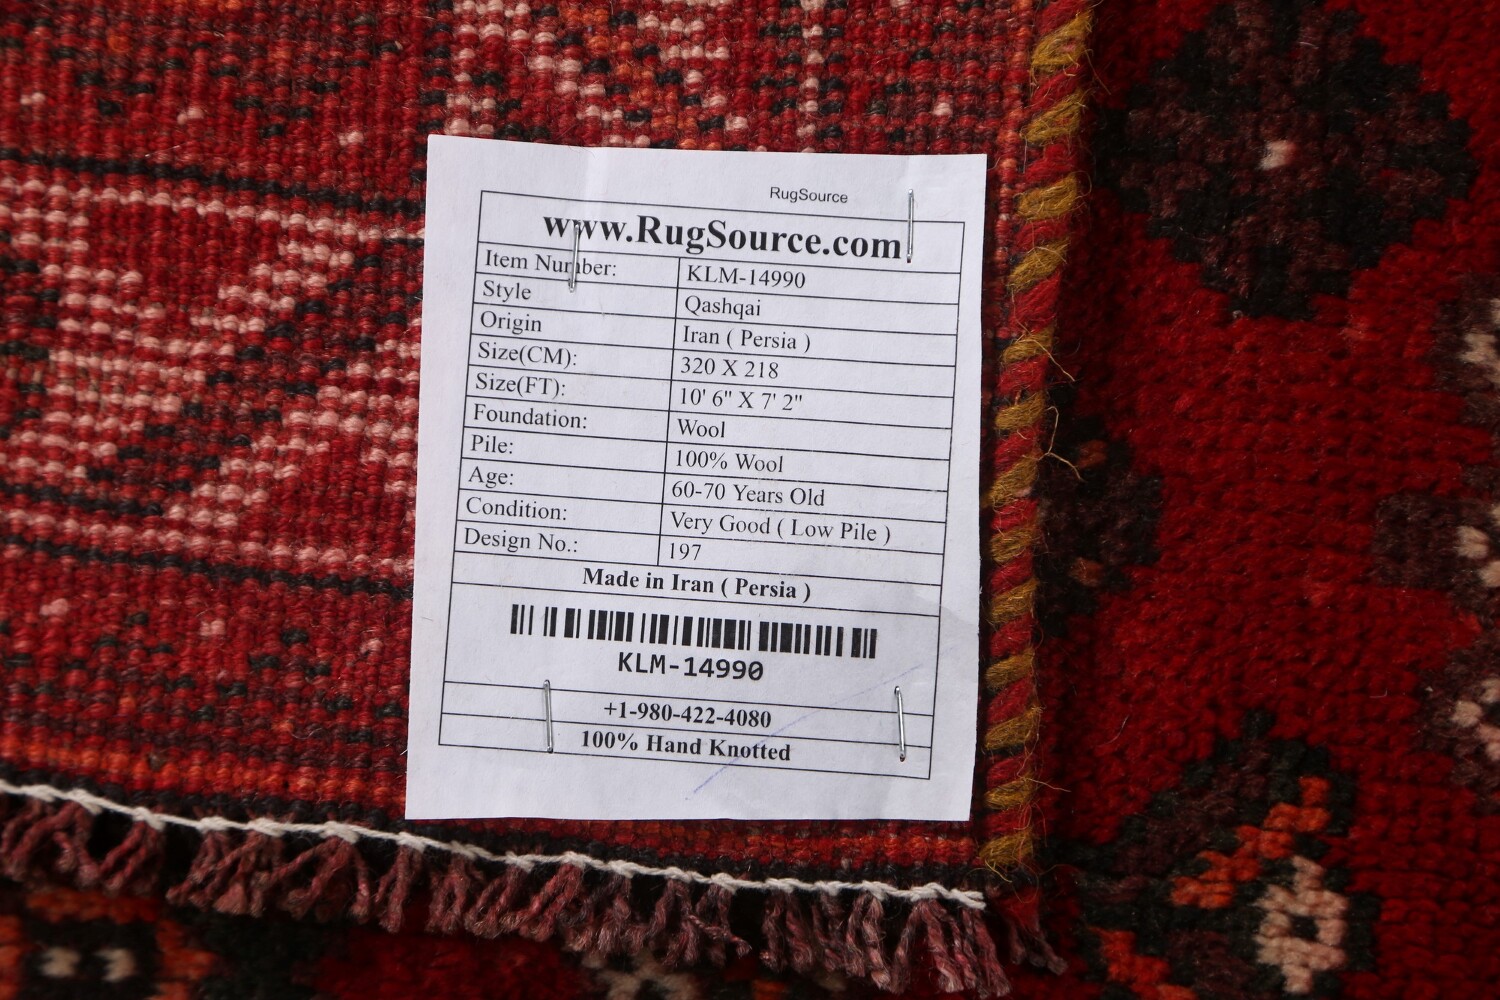 RugSource
www.RugSource.com
Item Number: KLM-14990
Style Qashqai
Origin Iran ( Persia )
Size(CM): 320 X 218
Size(FT): 10' 6" X 7' 2"
Foundation: Wool
Pile: 100% Wool
Age: 60-70 Years Old
Condition: Very Good ( Low Pile )
Design No.: 197
Made in Iran ( Persia )
KLM-14990
+1-980-422-4080
100% Hand Knotted